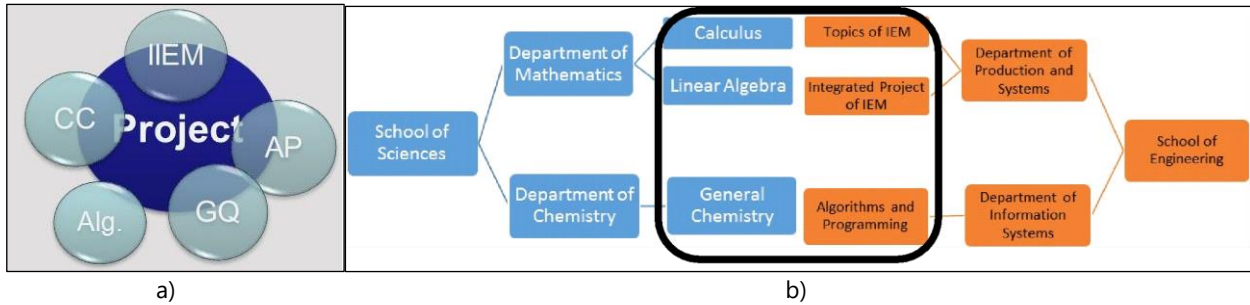 IIEM
CC
Project
AP
Alg.
GQ
a)
School of
Sciences
Department of
Mathematics
Department of
Chemistry
Calculus
Linear Algebra
General
Chemistry
Topics of IEM
Integrated Project
of IEM
Algorithms and
Programming
Department of
Production and
Systems
Department of
Information
Systems
School of
Engineering
b)